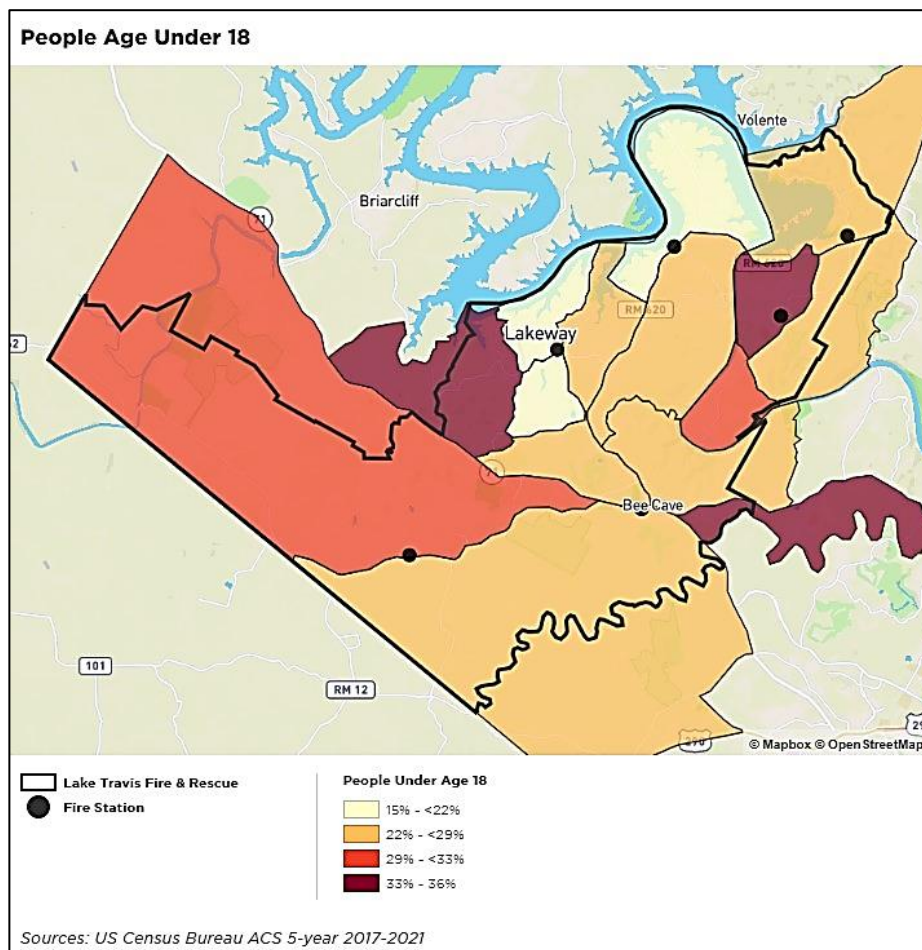 People Age Under 18
Volente
Briarcliff
71
RM 620
RM 620
Lakeway
71
Bee Cave
101
RM 12
290
© Mapbox © OpenStreetMap
Lake Travis Fire & Rescue
Fire Station
People Under Age 18
15% - <22%
22% - <29%
29% - <33%
33% - 36%
Sources: US Census Bureau ACS 5-year 2017-2021